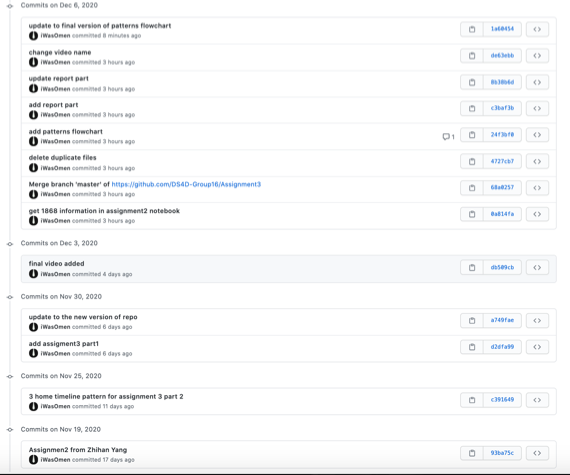 Commits on Dec 6, 2020
update to final version of patterns flowchart
iWasOmen committed 8 minutes ago
1a60454
change video name
iWasOmen committed 3 hours ago
de63ebb
update report part
iWasOmen committed 3 hours ago
8b38b6d
add report part
iWasOmen committed 3 hours ago
c3baf3b
add patterns flowchart
iWasOmen committed 3 hours ago
1
24f3bf0
delete duplicate files
iWasOmen committed 3 hours ago
4727cb7
Merge branch 'master' of https://github.com/DS4D-Group16/Assignment3
iWasOmen committed 3 hours ago
68a0257
get 1868 information in assignment2 notebook
iWasOmen committed 3 hours ago
0a814fa
Commits on Dec 3, 2020
final video added
iWasOmen committed 4 days ago
db509cb
Commits on Nov 30, 2020
update to the new version of repo
iWasOmen committed 6 days ago
a749fae
add assigment3 part1
iWasOmen committed 6 days ago
d2dfa99
Commits on Nov 25, 2020
3 home timeline pattern for assignment 3 part 2
iWasOmen committed 11 days ago
c391649
Commits on Nov 19, 2020
Assignmen2 from Zhihan Yang
iWasOmen committed 17 days ago
93ba75c